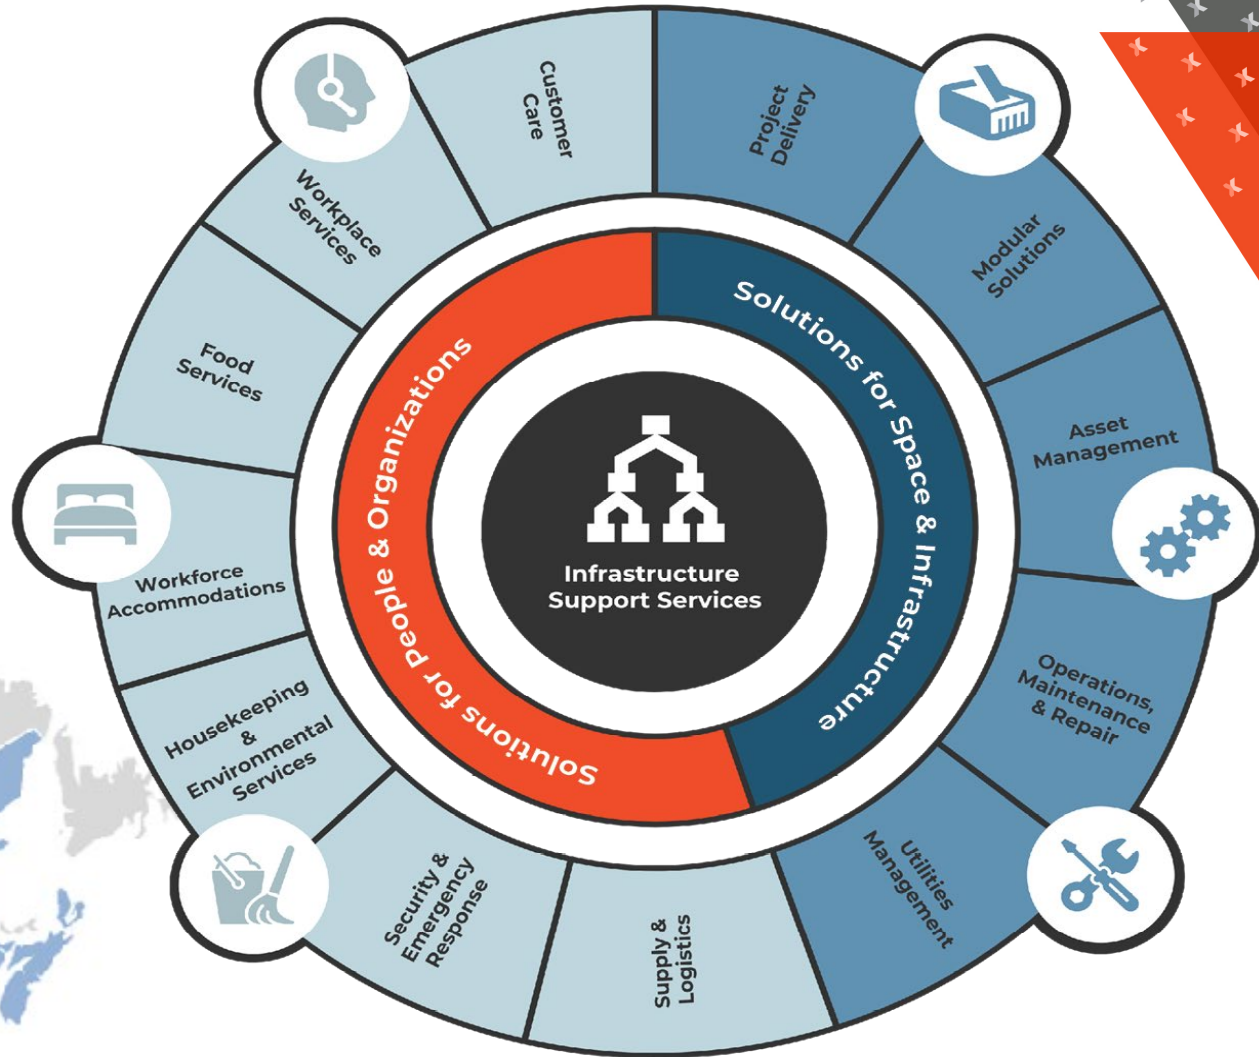 Customer
Care
Project
Delivery
Modular
Solutions
Asset
Management
Operations,
Maintenance
& Repair
Utilities
Management
Supply &
Logistics
Security &
Emergency
Response
Housekeeping
&
Environmental
Services
Workforce
Accommodations
Food
Services
Workplace
Services
Solutions for Space & Infrastructure
Solutions for People & Organizations
Infrastructure
Support Services